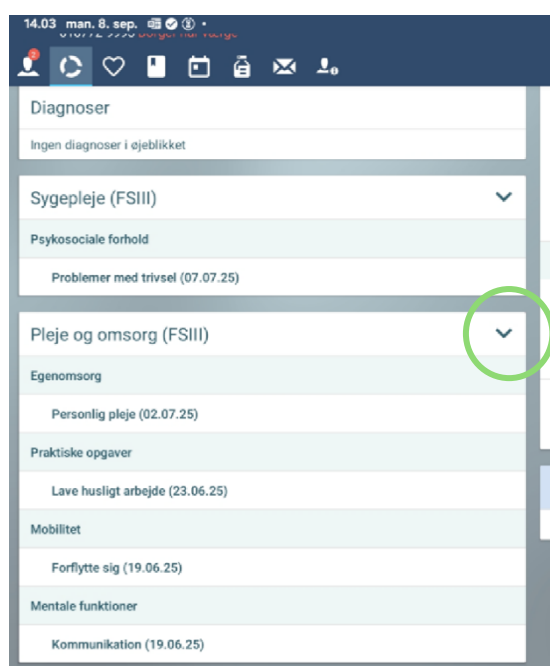 14.03 man. 8. sep.
2
Diagnoser
Ingen diagnoser i øjeblikket
Sygepleje (FSIII)
Psykosociale forhold
Problemer med trivsel (07.07.25)
Pleje og omsorg (FSIII)
Egenomsorg
Personlig pleje (02.07.25)
Praktiske opgaver
Lave husligt arbejde (23.06.25)
Mobilitet
Forflytte sig (19.06.25)
Mentale funktioner
Kommunikation (19.06.25)